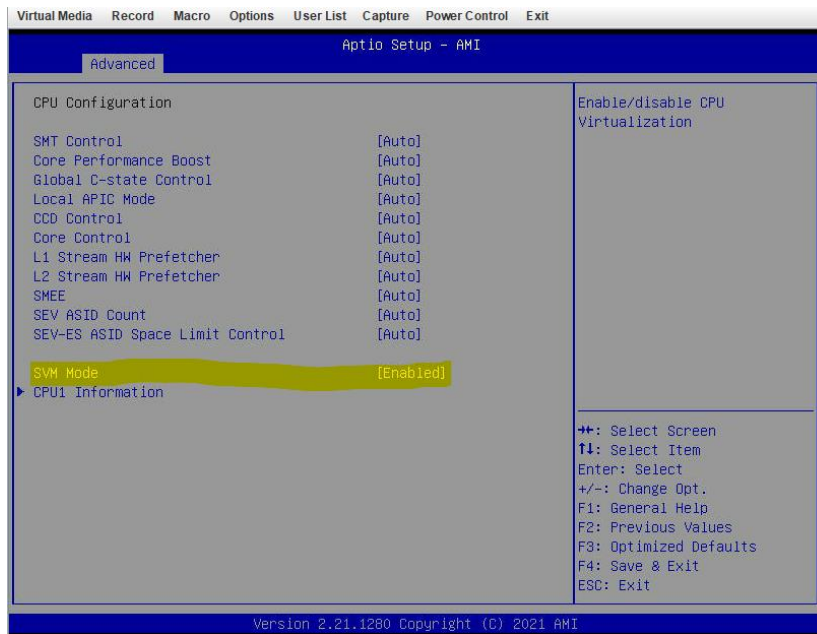 Virtual Media Record Macro Options User List Capture Power Control Exit
Aptio Setup – AMI
Advanced
CPU Configuration
SMT Control [Auto]
Core Performance Boost [Auto]
Global C-state Control [Auto]
Local APIC Mode [Auto]
CCD Control [Auto]
Core Control [Auto]
L1 Stream HW Prefetcher [Auto]
L2 Stream HW Prefetcher [Auto]
SMEE [Auto]
SEV ASID Count [Auto]
SEV-ES ASID Space Limit Control [Auto]
SVM Mode [Enabled]
CPU1 Information
Enable/disable CPU
Virtualization
→←: Select Screen
↑↓: Select Item
Enter: Select
+/-: Change Opt.
F1: General Help
F2: Previous Values
F3: Optimized Defaults
F4: Save & Exit
ESC: Exit
Version 2.21.1280 Copyright (C) 2021 AMI